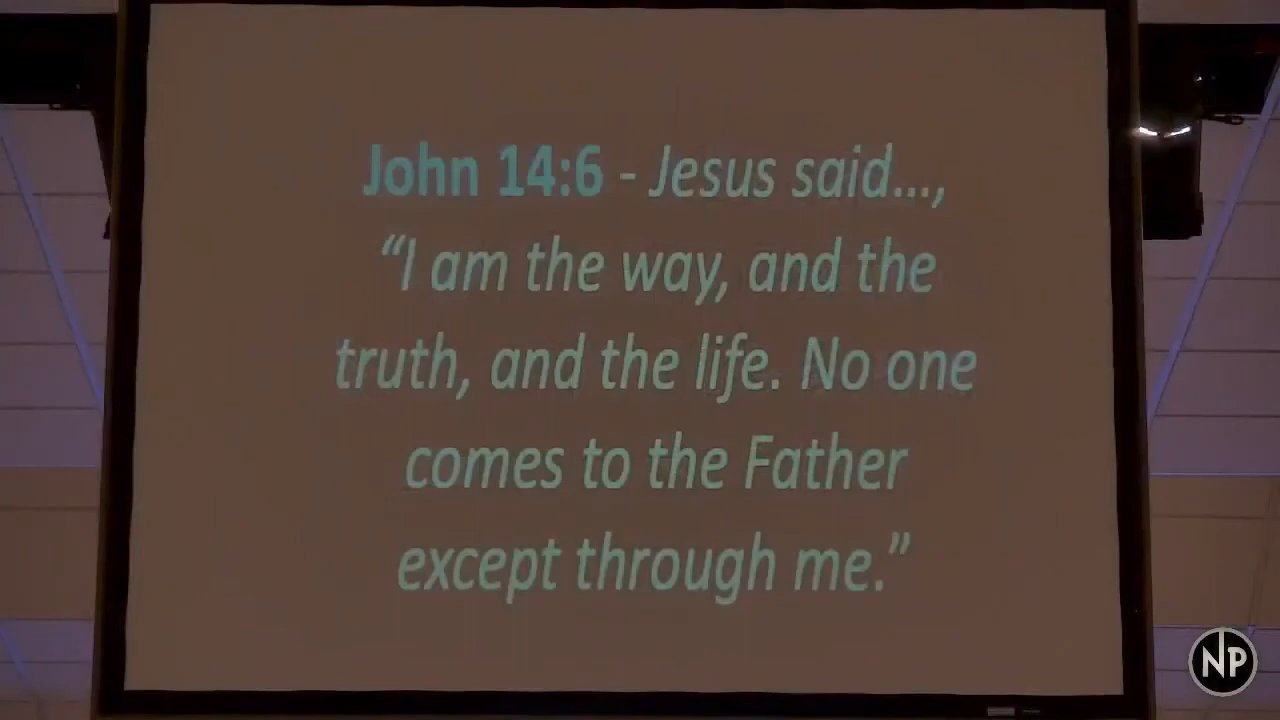 John 14:6 - Jesus said...,
“I am the way, and the
truth, and the life. No one
comes to the Father
except through me.”
NP